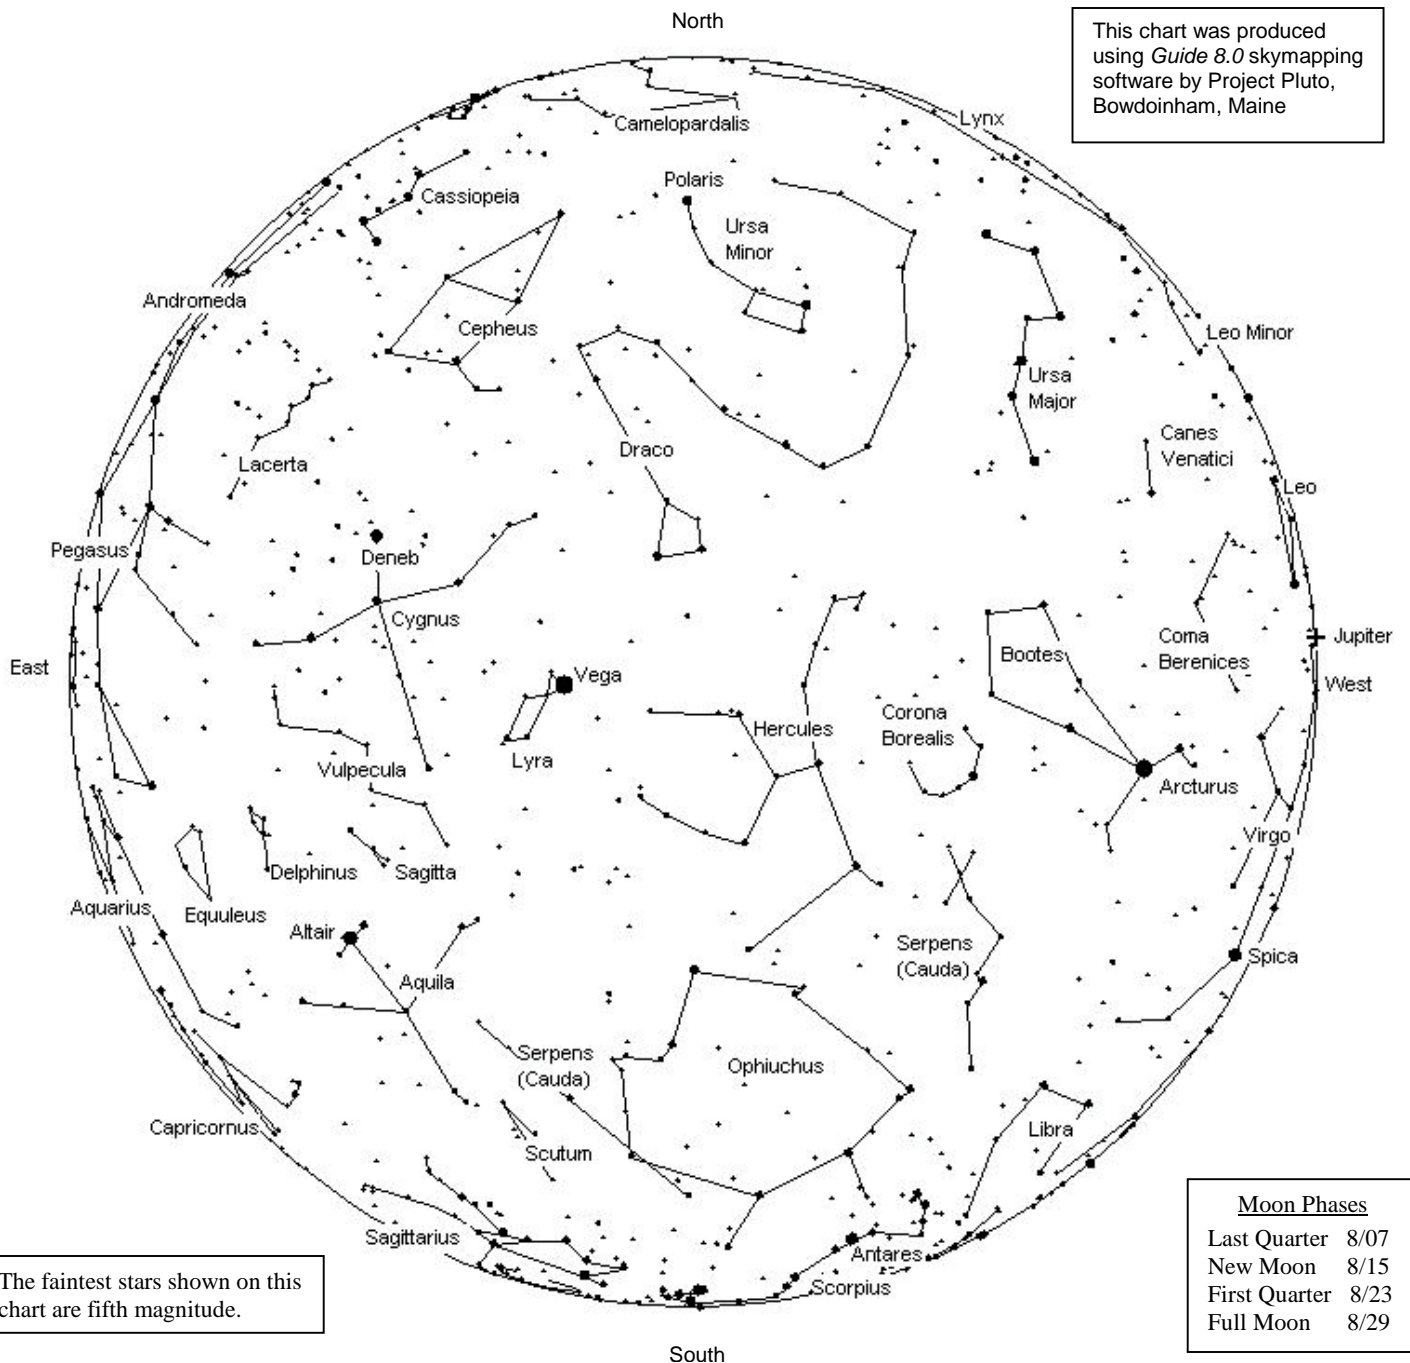 North
This chart was produced
using Guide 8.0 skymapping
software by Project Pluto,
Bowdoinham, Maine
Camelopardalis
Lynx
Cassiopeia
Polaris
Ursa
Minor
Andromeda
Cepheus
Leo Minor
Ursa
Major
Lacerta
Draco
Canes
Venatici
Leo
Pegasus
Deneb
Cygnus
East
Vega
Bootes
Coma
Berenices
Jupiter
West
Vulpecula
Lyra
Hercules
Corona
Borealis
Arcturus
Virgo
Delphinus
Sagitta
Aquarius
Equuleus
Altair
Aquila
Serpens
(Cauda)
Spica
Serpens
(Cauda)
Ophiuchus
Capricornus
Scutum
Libra
Sagittarius
Antares
Scorpius
The faintest stars shown on this
chart are fifth magnitude.
Moon Phases
Last Quarter 8/07
New Moon 8/15
First Quarter 8/23
Full Moon 8/29
South